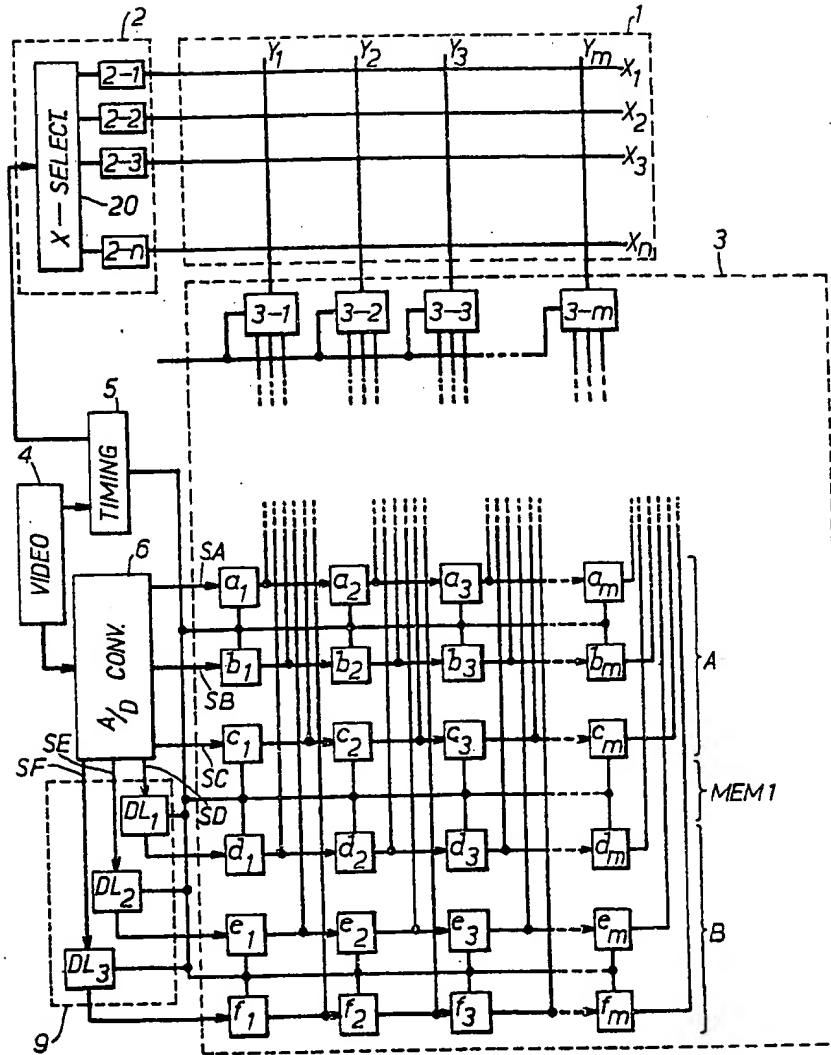 2
1
Y1 Y2 Y3 Ym
X — SELECT.
20
2-1
2-2
2-3
2-n
X1
X2
X3
Xn
3
3-1 3-2 3-3 3-m
5
TIMING
4
VIDEO
6
A/D CONV.
SA
SB
SC
SD
SE
SF
a1 a2 a3 am
b1 b2 b3 bm
c1 c2 c3 cm
d1 d2 d3 dm
e1 e2 e3 em
f1 f2 f3 fm
A
MEM1
B
DL1
DL2
DL3
9